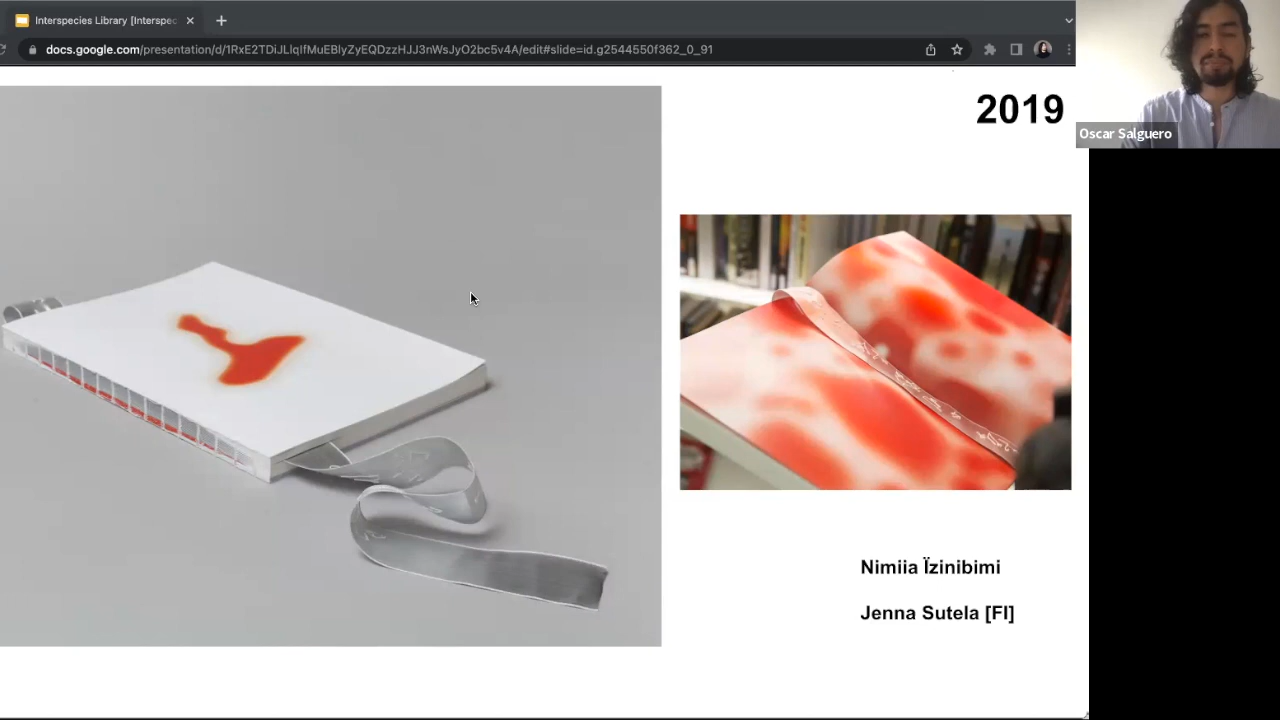 Interspecies Library [Interspec
docs.google.com/presentation/d/1RxE2TDiJLlqIfMuEBlyZyEQDzzHJJ3nWsJyO2bc5v4A/edit#slide=id.g2544550f362_0_91
2019
Oscar Salguero
Nimiia Ïzinibimi
Jenna Sutela [FI]